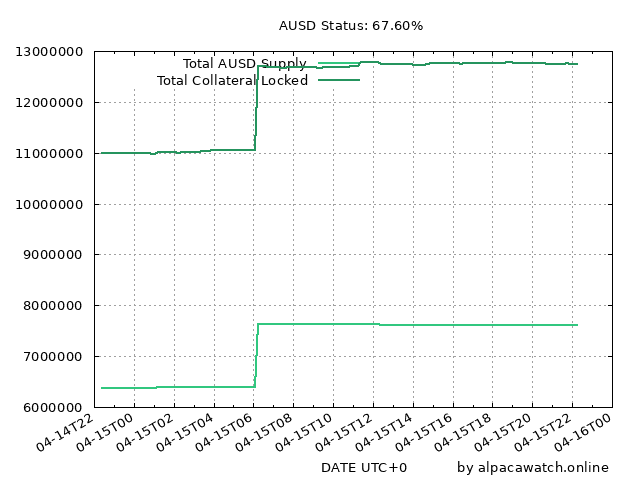 AUSD Status: 67.60%
Total AUSD Supply
Total Collateral Locked
13000000
12000000
11000000
10000000
9000000
8000000
7000000
6000000
04-14T22
04-15T00
04-15T02
04-15T04
04-15T06
04-15T08
04-15T10
04-15T12
04-15T14
04-15T16
04-15T18
04-15T20
04-15T22
04-16T00
DATE UTC+0
by alpacawatch.online